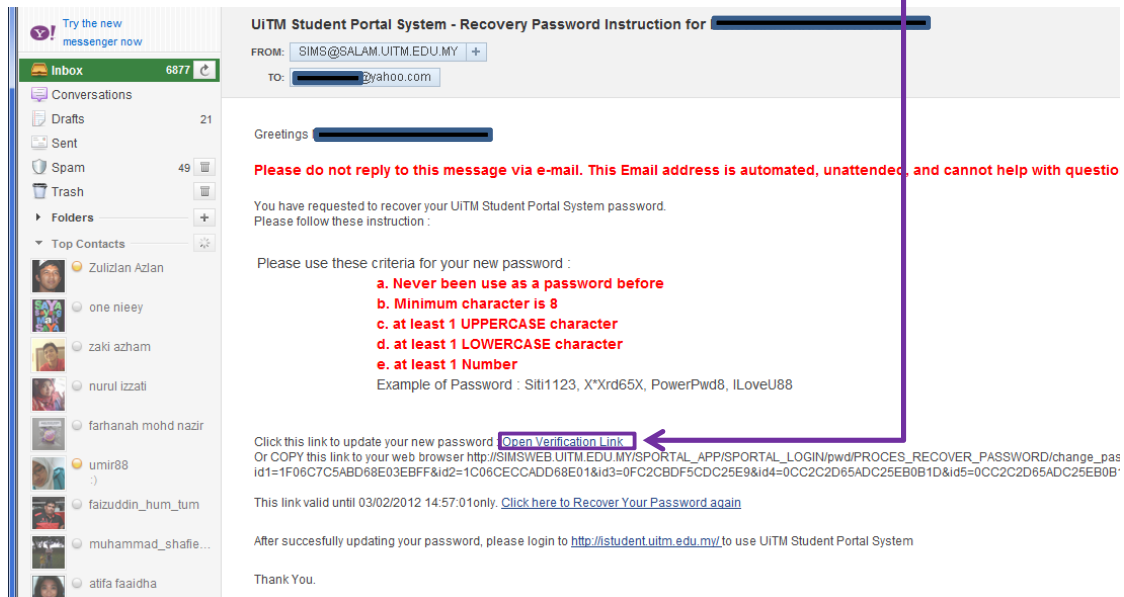 Try the new
messenger now
Inbox 6877
Conversations
Drafts 21
Sent
Spam 49
Trash
Folders +
Top Contacts
Zulizlan Azlan
one nieey
zaki azham
nurul izzati
farhanah mohd nazir
umir88
:)
faizuddin_hum_tum
muhammad_shafie...
atifa faaidha
UiTM Student Portal System - Recovery Password Instruction for
FROM: SIMS@SALAM.UITM.EDU.MY +
TO: @yahoo.com
Greetings
Please do not reply to this message via e-mail. This Email address is automated, unattended, and cannot help with questio
You have requested to recover your UiTM Student Portal System password.
Please follow these instruction :
Please use these criteria for your new password :
a. Never been use as a password before
b. Minimum character is 8
c. at least 1 UPPERCASE character
d. at least 1 LOWERCASE character
e. at least 1 Number
Example of Password : Siti1123, X*Xrd65X, PowerPwd8, ILoveU88
Click this link to update your new password : Open Verification Link
Or COPY this link to your web browser http://SIMSWEB.UITM.EDU.MY/SPORTAL_APP/SPORTAL_LOGIN/pwd/PROCES_RECOVER_PASSWORD/change_pas
id1=1F06C7C5ABD68E03EBFF&id2=1C06CECCADD68E01&id3=0FC2CBDF5CDC25E9&id4=0CC2C2D65ADC25EB0B1D&id5=0CC2C2D65ADC25EB0B1
This link valid until 03/02/2012 14:57:01only. Click here to Recover Your Password again
After succesfully updating your password, please login to http://istudent.uitm.edu.my/ to use UiTM Student Portal System
Thank You.